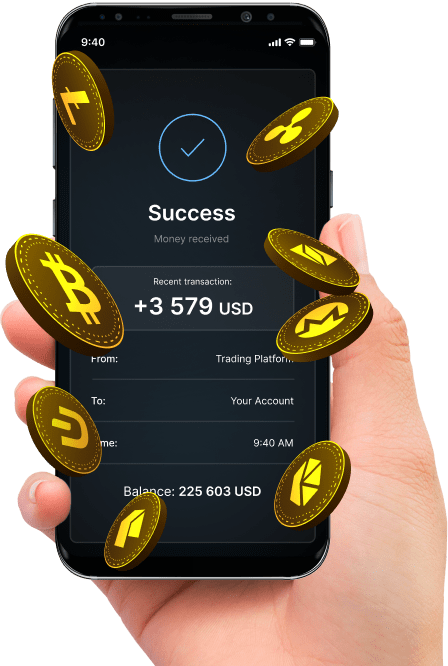 9:40
Success
Money received
Recent transaction:
+3 579 USD
From: Trading Platform
To: Your Account
me: 9:40 AM
Balance: 225 603 USD